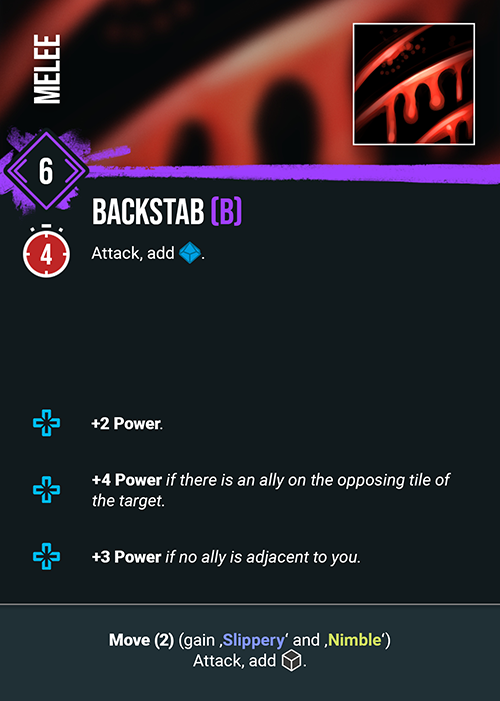 MELEE
6
BACKSTAB (B)
4
Attack, add .
+2 Power.
+4 Power if there is an ally on the opposing tile of
the target.
+3 Power if no ally is adjacent to you.
Move (2) (gain ‚Slippery‘ and ‚Nimble‘)
Attack, add .